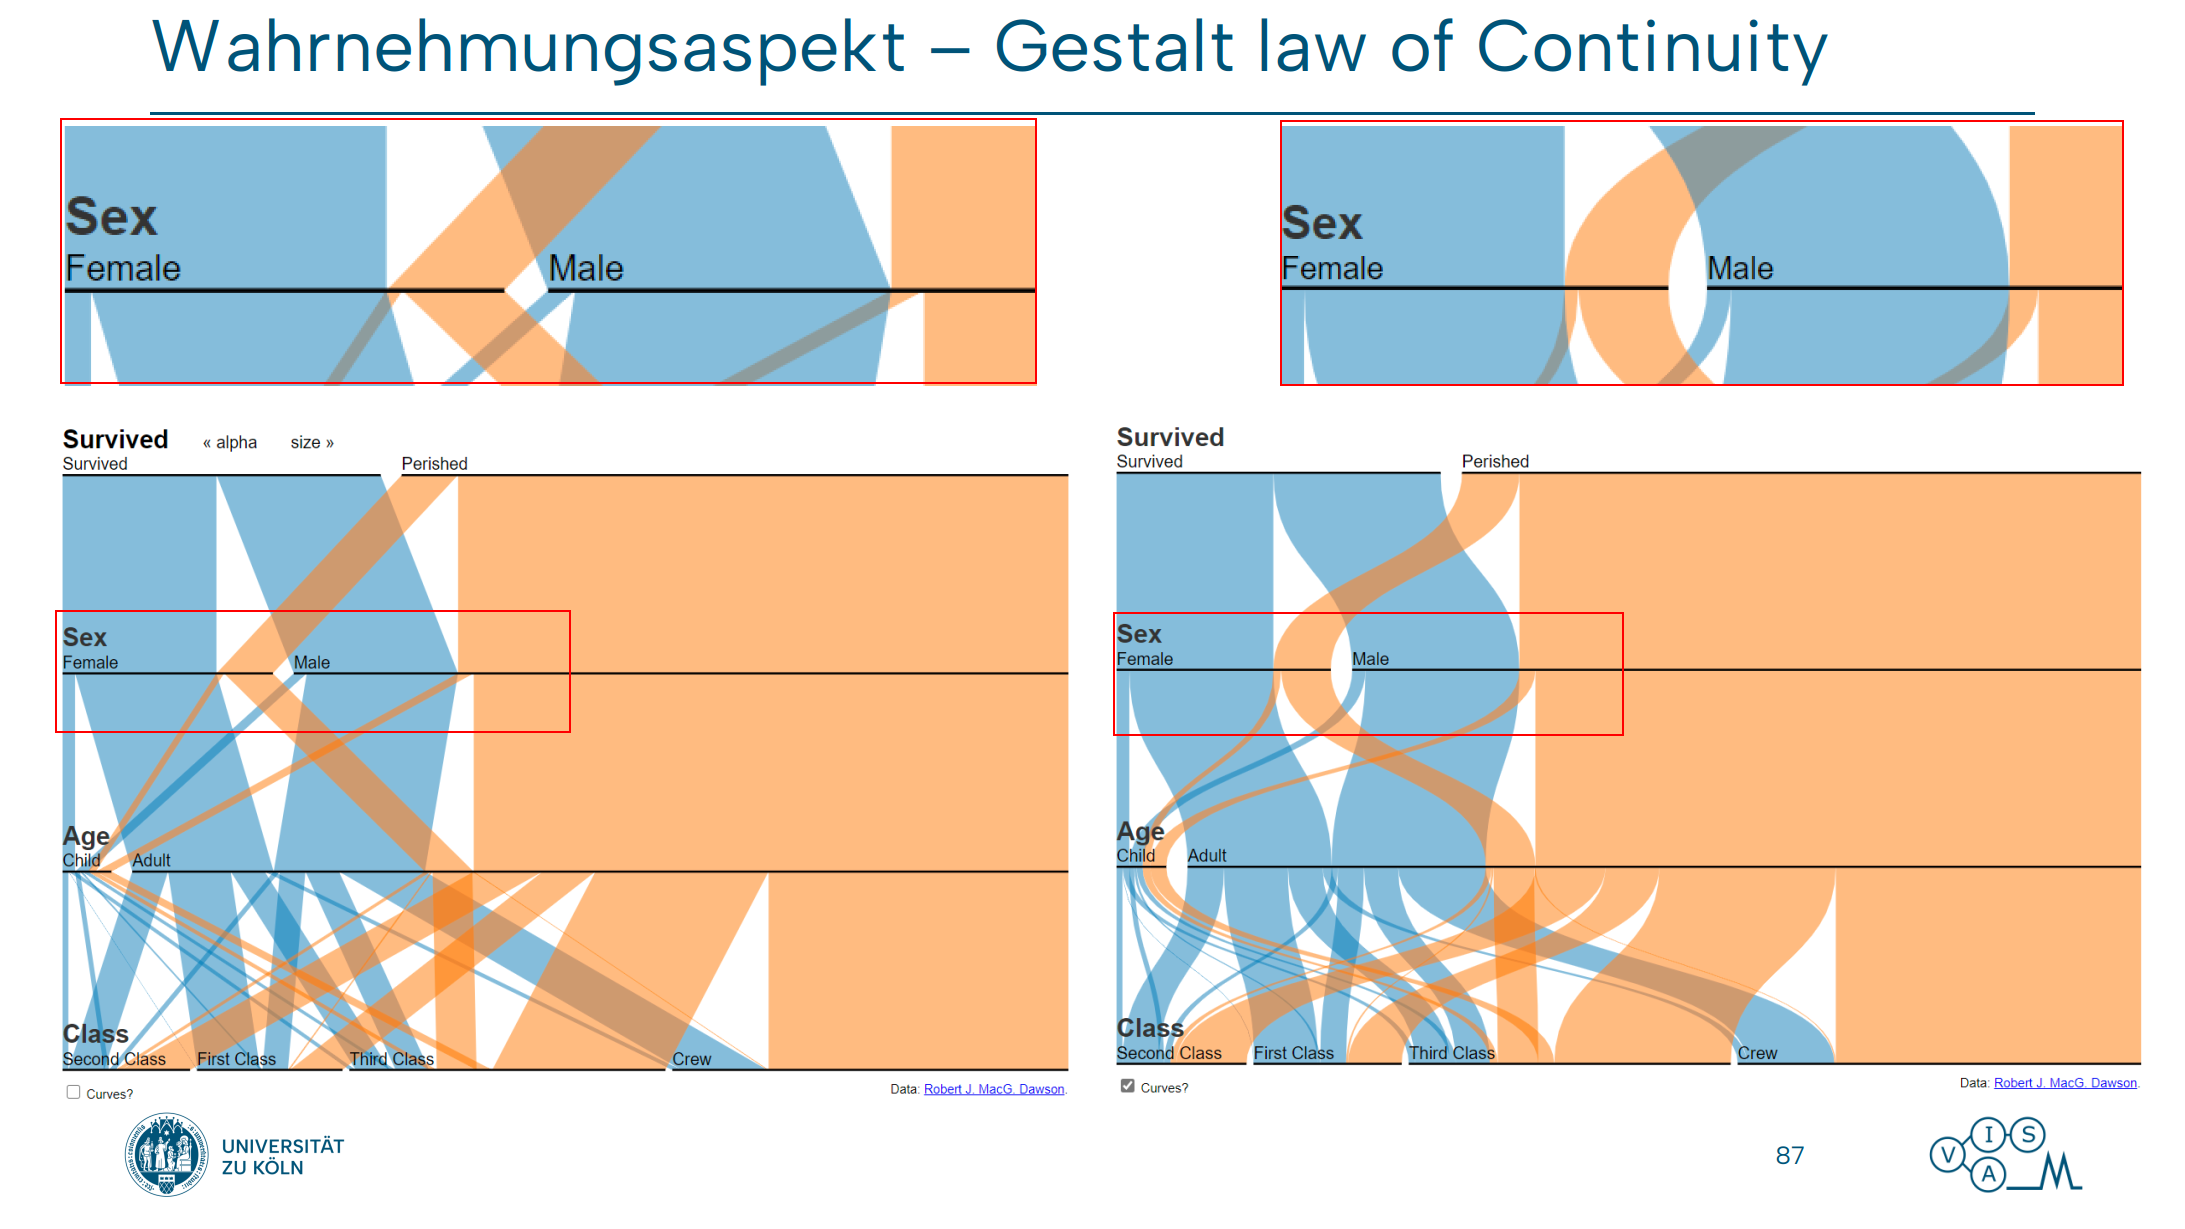 Wahrnehmungsaspekt – Gestalt law of Continuity
Sex
Female
Male
Sex
Female
Male
Survived « alpha size »
Survived Perished
Sex
Female Male
Age
Child Adult
Class
Second Class First Class Third Class Crew
Curves? Data: Robert J. MacG. Dawson.
Survived
Survived Perished
Sex
Female Male
Age
Child Adult
Class
Second Class First Class Third Class Crew
Curves? Data: Robert J. MacG. Dawson.
UNIVERSITÄT
ZU KÖLN
87
V I S A M